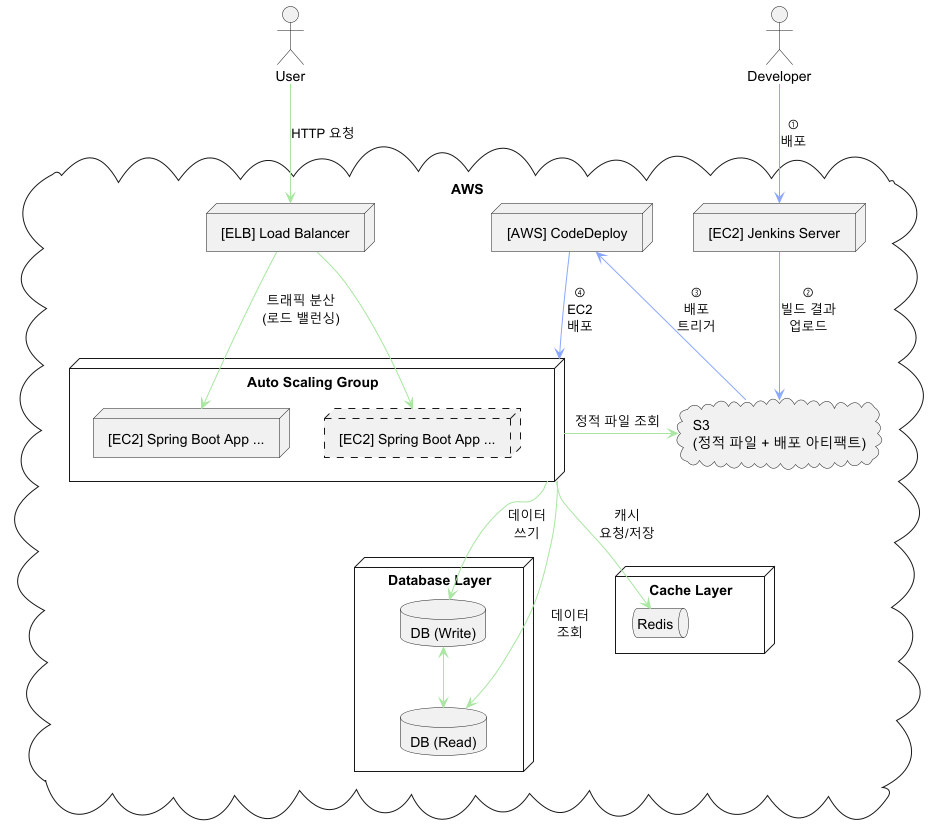 User
Developer
HTTP 요청
①
배포
AWS
[ELB] Load Balancer
[AWS] CodeDeploy
[EC2] Jenkins Server
트래픽 분산
(로드 밸런싱)
④
EC2
배포
③
배포
트리거
②
빌드 결과
업로드
Auto Scaling Group
[EC2] Spring Boot App ...
[EC2] Spring Boot App ...
정적 파일 조회
S3
(정적 파일 + 배포 아티팩트)
데이터
쓰기
캐시
요청/저장
Database Layer
DB (Write)
데이터
조회
DB (Read)
Cache Layer
Redis